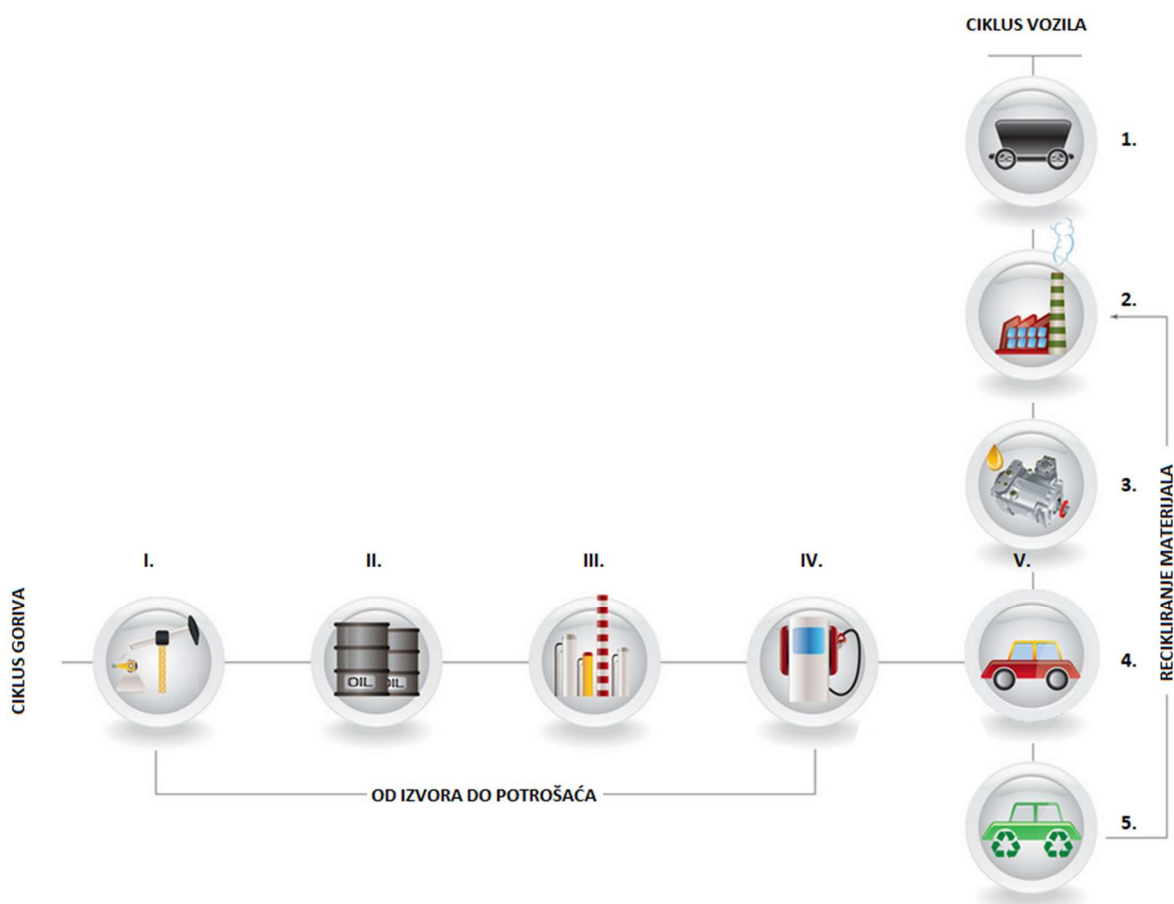 CIKLUS VOZILA
1.
2.
3.
I.
II.
III.
IV.
V.
CIKLUS GORIVA
OIL
OIL
4.
RECIKLIRANJE MATERIJALA
OD IZVORA DO POTROŠAĆA
5.